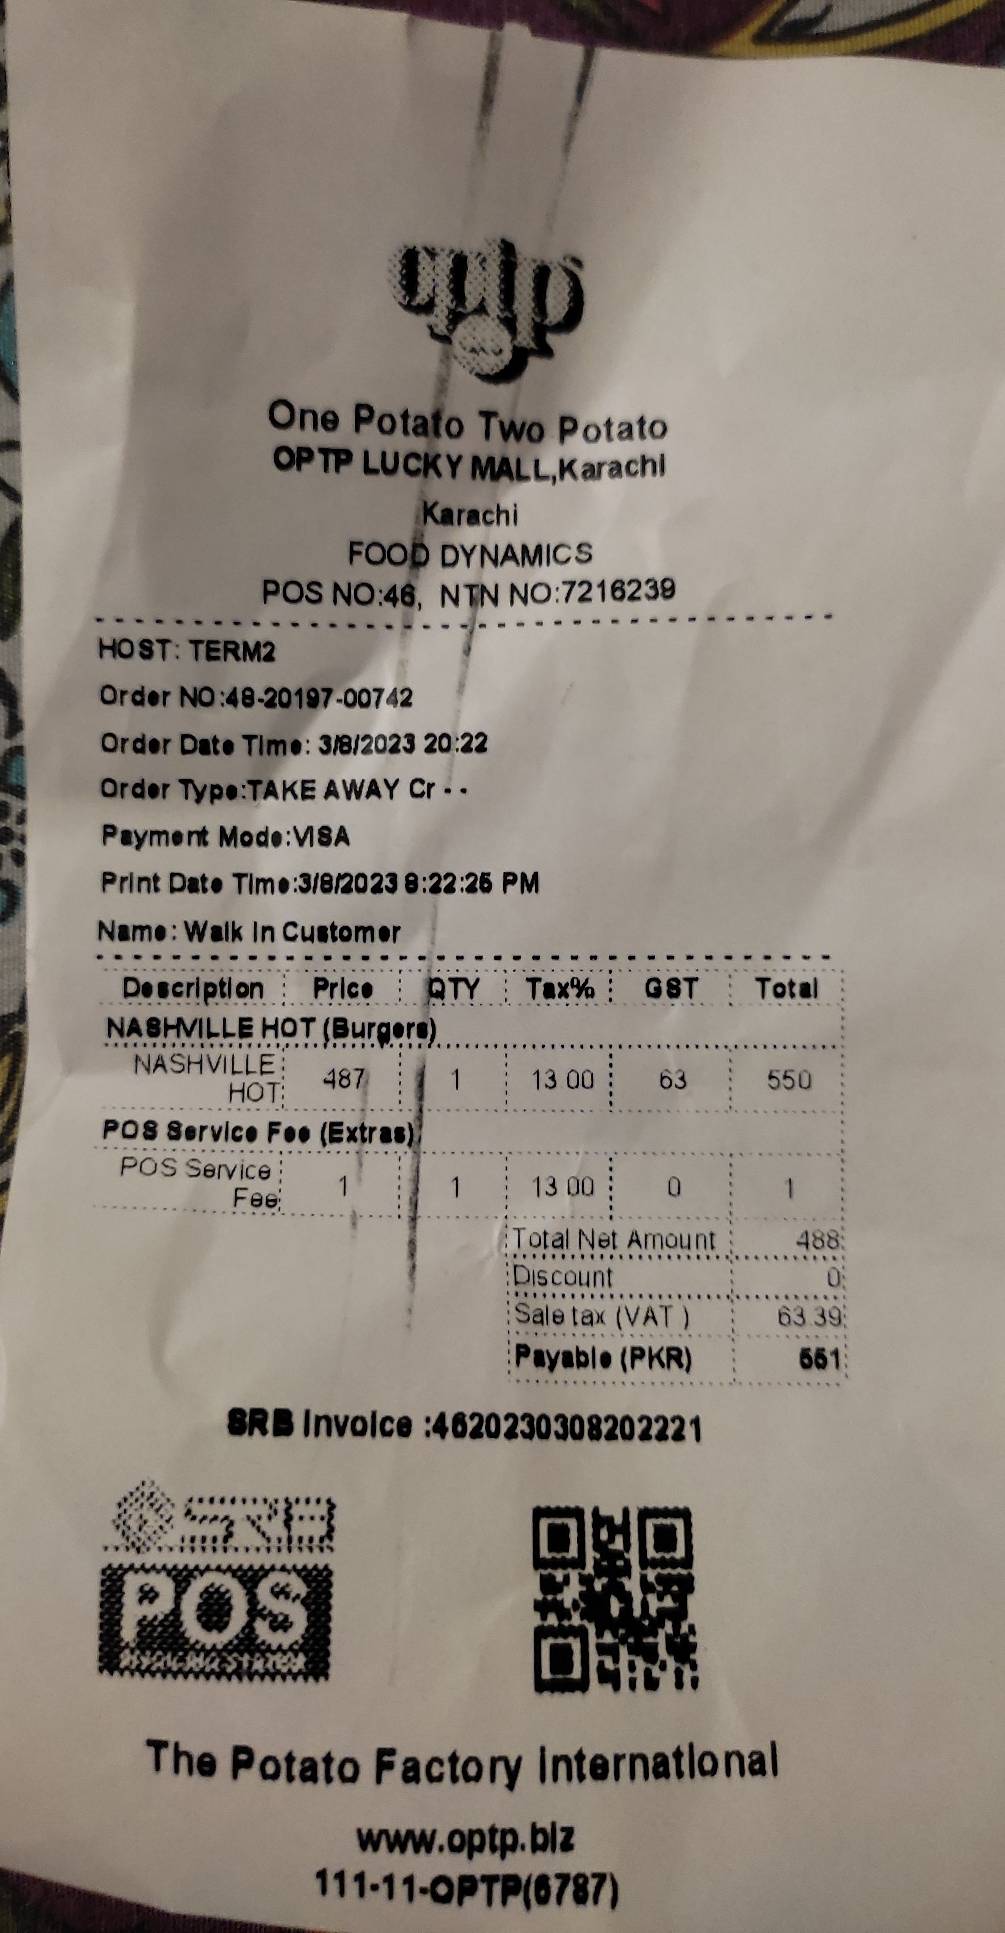 optp
One Potato Two Potato
OPTP LUCKY MALL,Karachi
Karachi
FOOD DYNAMICS
POS NO:46, NTN NO:7216239
HOST: TERM2
Order NO:48-20197-00742
Order Date Time: 3/8/2023 20:22
Order Type:TAKE AWAY Cr - -
Payment Mode:VISA
Print Date Time:3/8/2023 8:22:25 PM
Name: Walk In Customer
Description Price QTY Tax% GST Total
NASHVILLE HOT (Burgers)
NASHVILLE HOT 487 1 13.00 63 550
POS Service Fee (Extras)
POS Service Fee 1 1 13.00 0 1
Total Net Amount 488
Discount 0
Sale tax (VAT ) 63.39
Payable (PKR) 551
SRB Invoice :4620230308202221
SRB
POS
INVOICING SYSTEM
The Potato Factory International
www.optp.biz
111-11-OPTP(6787)